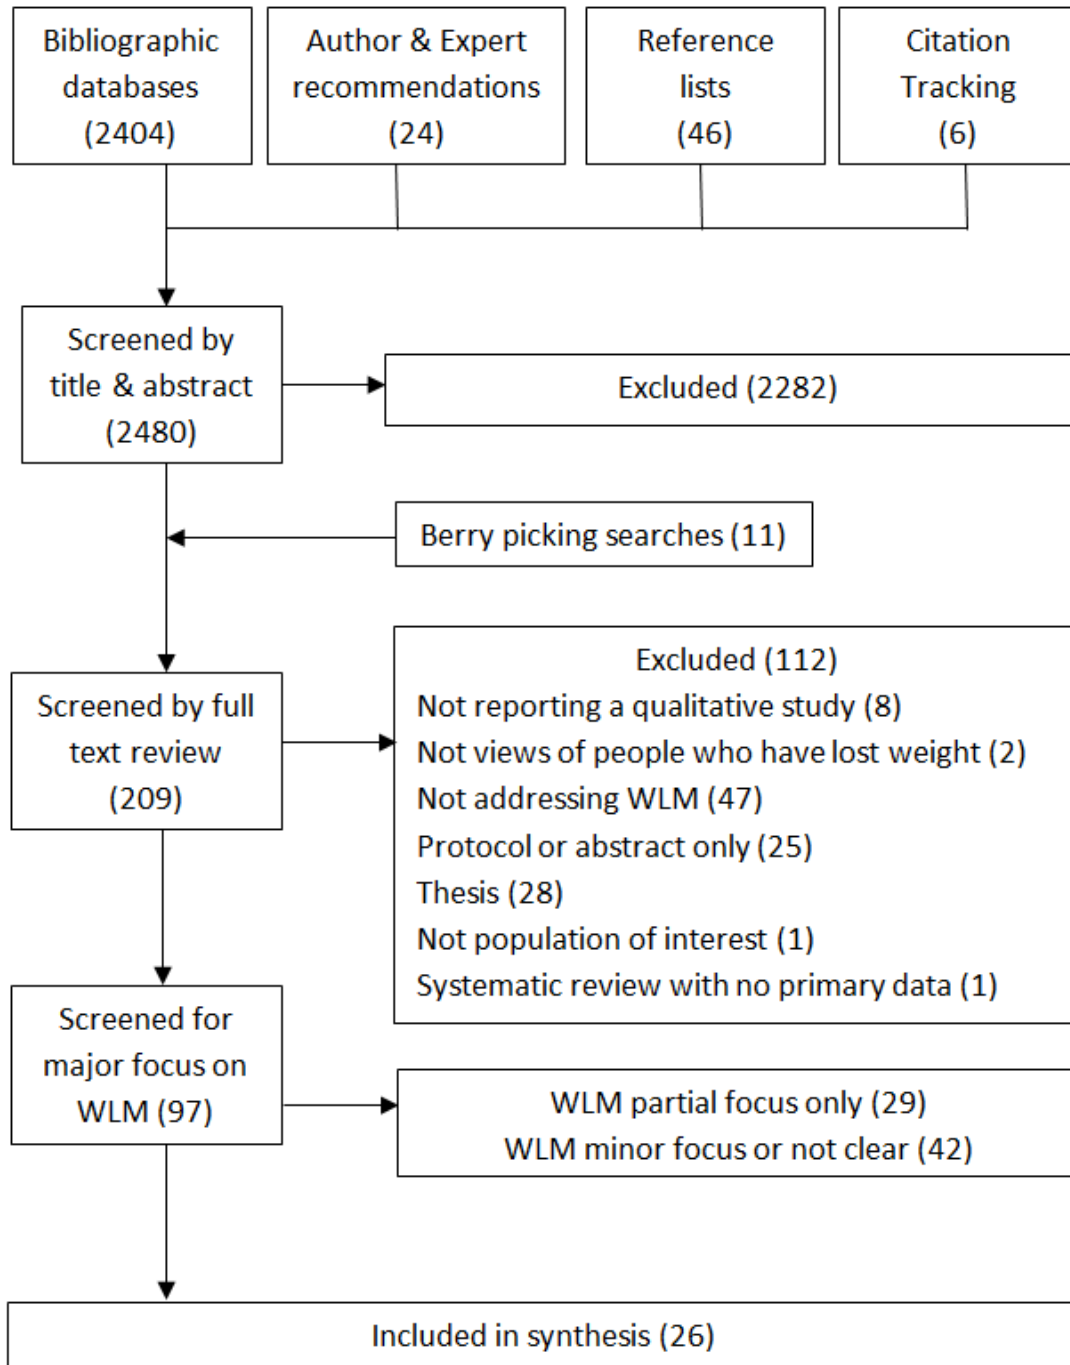 Bibliographic
databases
(2404)
Author & Expert
recommendations
(24)
Reference
lists
(46)
Citation
Tracking
(6)
Screened by
title & abstract
(2480)
Excluded (2282)
Berry picking searches (11)
Screened by full
text review
(209)
Excluded (112)
Not reporting a qualitative study (8)
Not views of people who have lost weight (2)
Not addressing WLM (47)
Protocol or abstract only (25)
Thesis (28)
Not population of interest (1)
Systematic review with no primary data (1)
Screened for
major focus on
WLM (97)
WLM partial focus only (29)
WLM minor focus or not clear (42)
Included in synthesis (26)